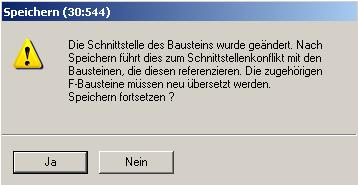 Speichern (30:544)
Die Schnittstelle des Bausteins wurde geändert. Nach
Speichern führt dies zum Schnittstellenkonflikt mit den
Bausteinen, die diesen referenzieren. Die zugehörigen
F-Bausteine müssen neu übersetzt werden.
Speichern fortsetzen ?
Ja
Nein